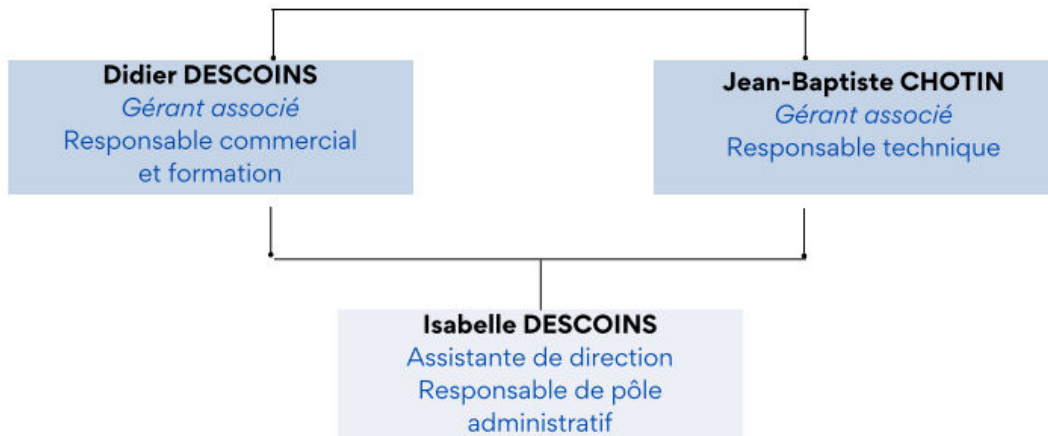 Didier DESCOINS
Gérant associé
Responsable commercial
et formation
Jean-Baptiste CHOTIN
Gérant associé
Responsable technique
Isabelle DESCOINS
Assistante de direction
Responsable de pôle
administratif